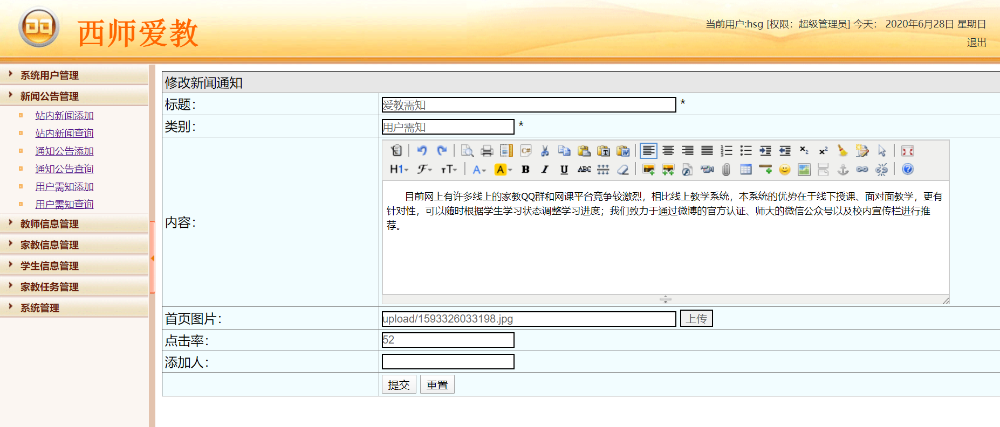 西师爱教
当前用户:hsg [权限：超级管理员] 今天： 2020年6月28日 星期日
退出
系统用户管理
新闻公告管理
站内新闻添加
站内新闻查询
通知公告添加
通知公告查询
用户需知添加
用户需知查询
教师信息管理
家教信息管理
学生信息管理
家教任务管理
系统管理
修改新闻通知
标题：
爱教需知 *
类别：
用户需知 *
内容：
目前网上有许多线上的家教QQ群和网课平台竞争较激烈，相比线上教学系统，本系统的优势在于线下授课、面对面教学，更有
针对性，可以随时根据学生学习状态调整学习进度；我们致力于通过微博的官方认证、师大的微信公众号以及校内宣传栏进行推
荐。
首页图片：
upload/1593326033198.jpg 上传
点击率：
52
添加人：
提交 重置